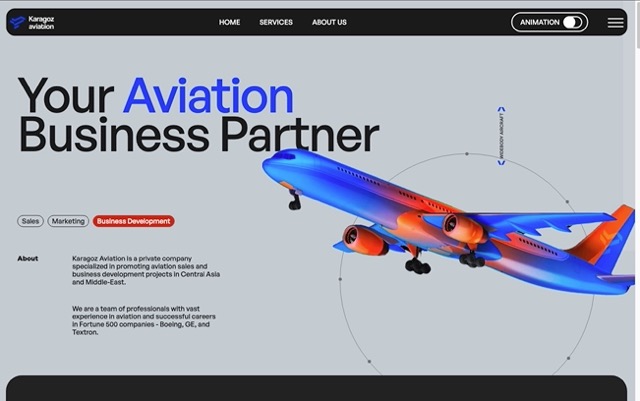 Karagoz
aviation
HOME
SERVICES
ABOUT US
ANIMATION
Your Aviation
Business Partner
WIDEBODY AIRCRAFT
Sales
Marketing
Business Development
About
Karagoz Aviation is a private company
specialized in promoting aviation sales and
business development projects in Central Asia
and Middle-East.
We are a team of professionals with vast
experience in aviation and successful careers
in Fortune 500 companies - Boeing, GE, and
Textron.